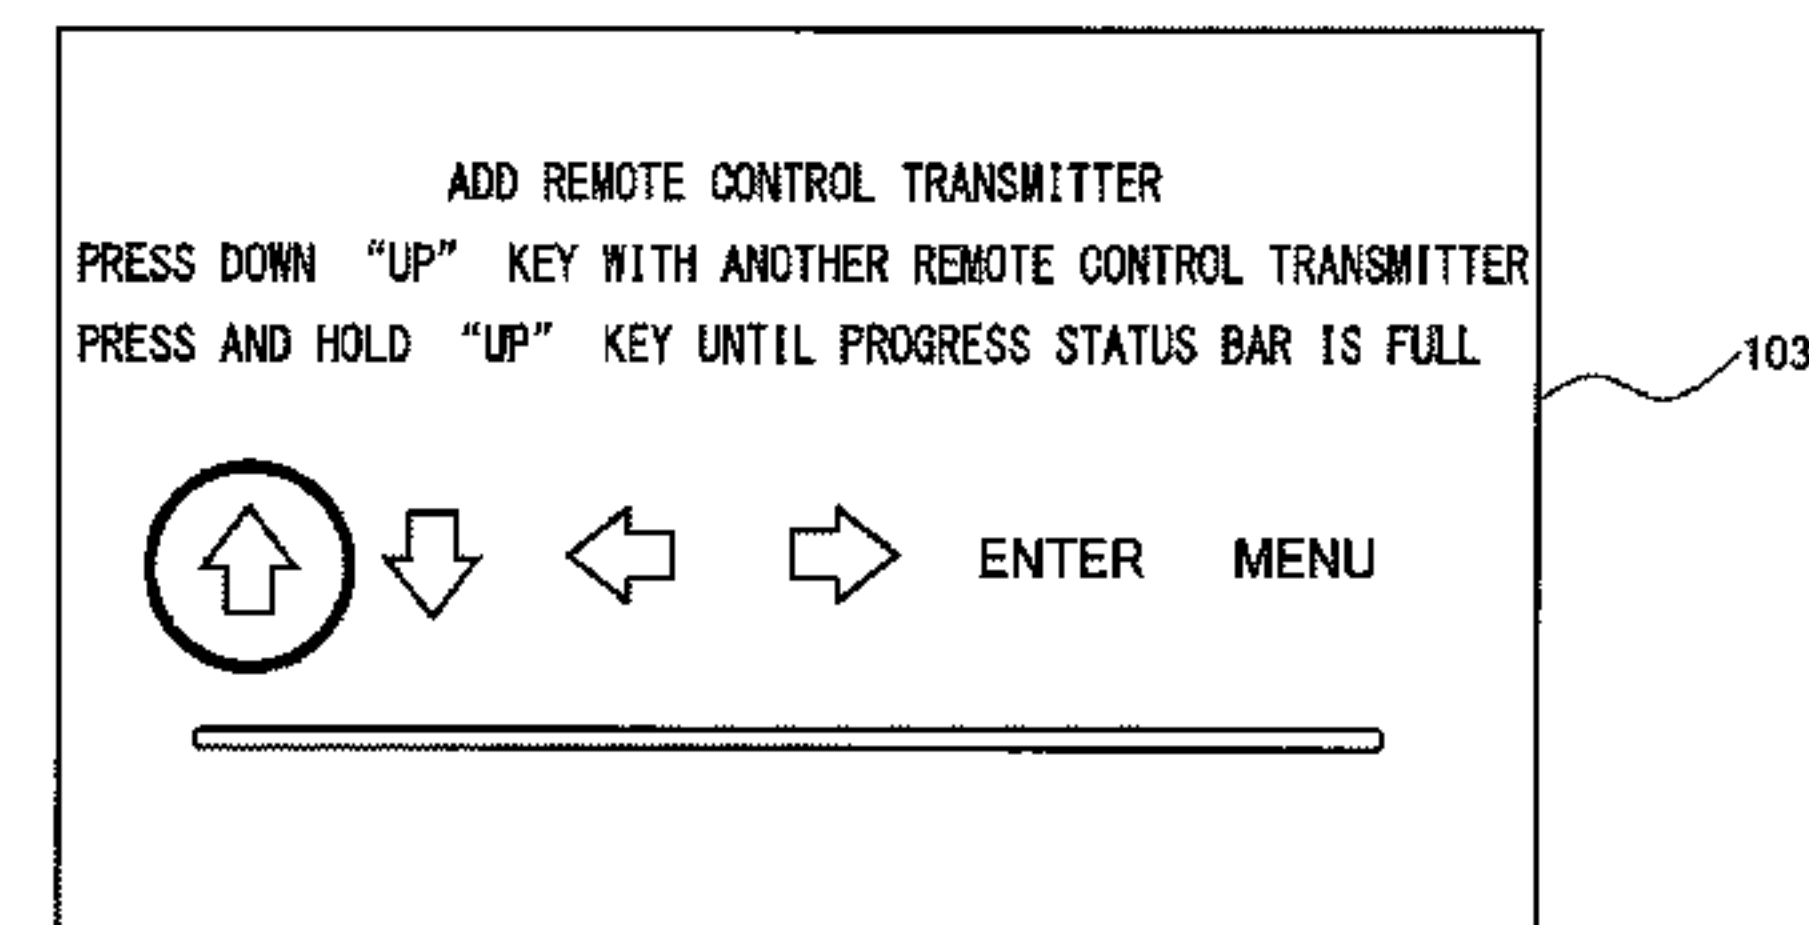 ADD REMOTE CONTROL TRANSMITTER
PRESS DOWN “UP” KEY WITH ANOTHER REMOTE CONTROL TRANSMITTER
PRESS AND HOLD “UP” KEY UNTIL PROGRESS STATUS BAR IS FULL
103
ENTER MENU